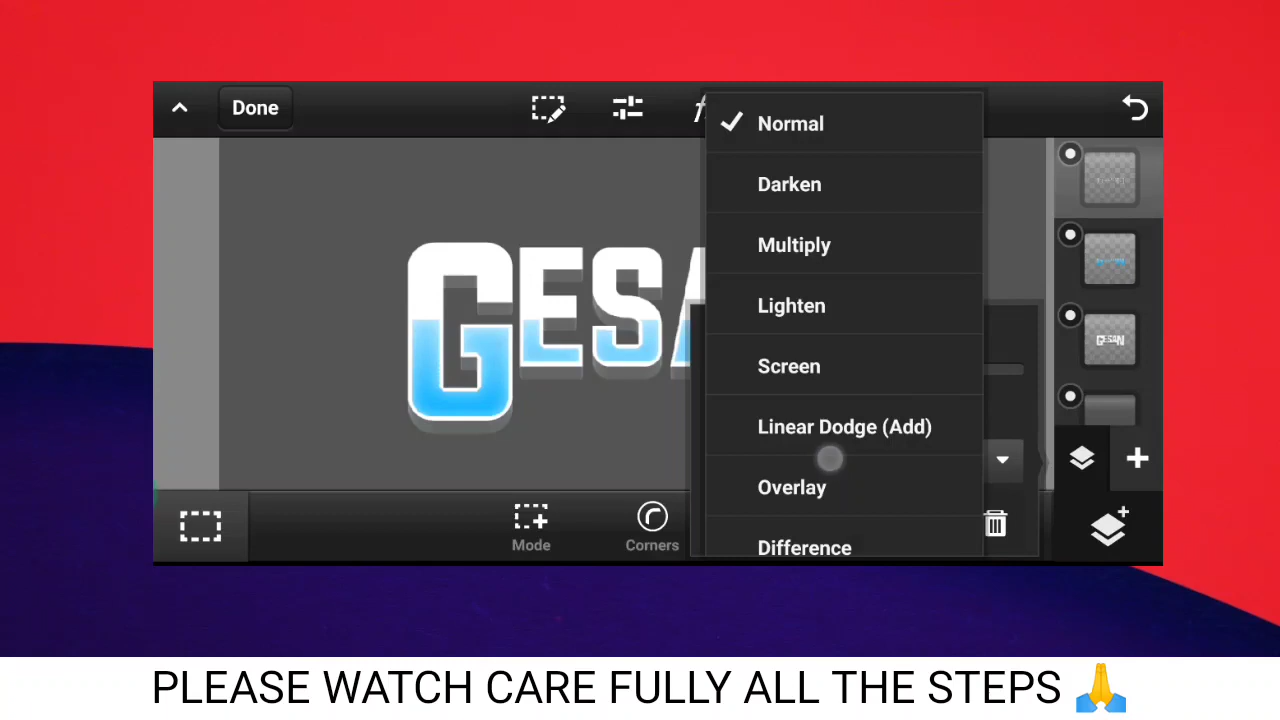 Done
f
Normal
Darken
Multiply
Lighten
Screen
Linear Dodge (Add)
Overlay
Difference
GESA
GESAN
Mode
Corners
PLEASE WATCH CARE FULLY ALL THE STEPS 🙏